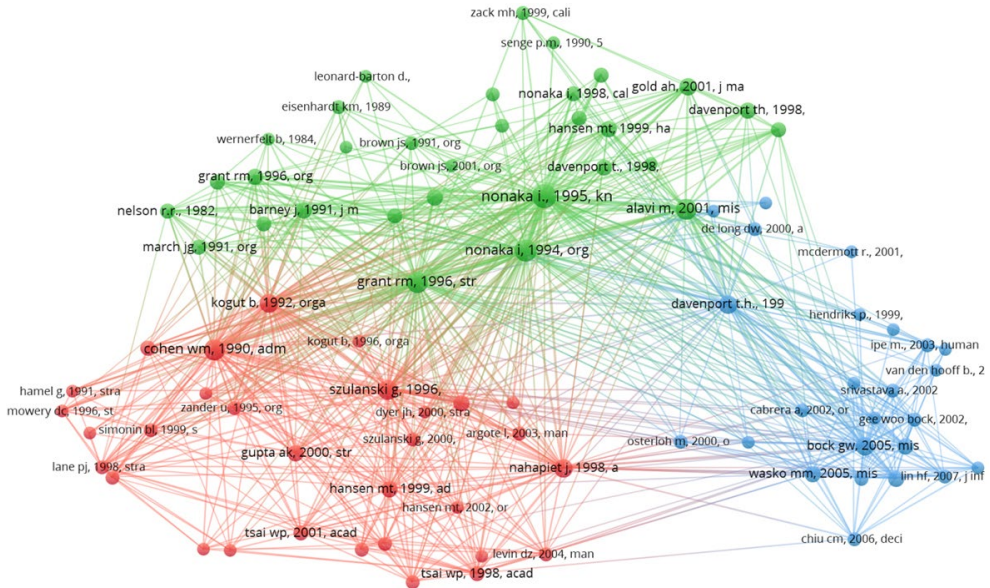 zack mh, 1999, cali
senge p.m., 1990, 5
leonard-barton d.,
nonaka i, 1998, cal
gold ah, 2001, j ma
eisenhardt km, 1989
davenport th, 1998,
hansen mt, 1999, ha
wernerfelt b, 1984,
brown js, 1991, org
brown js, 2001, org
davenport t., 1998,
grant rm, 1996, org
nonaka i., 1995, kn
nelson r.r., 1982,
barney j, 1991, j m
alavi m, 2001, mis
de long dw, 2000, a
march jg, 1991, org
nonaka i, 1994, org
mcdermott r., 2001,
grant rm, 1996, str
kogut b, 1992, orga
davenport t.h., 199
hendriks p., 1999,
kogut b, 1996, orga
cohen wm, 1990, adm
ipe m., 2003, human
van den hooff b., 2
hamel g, 1991, stra
szulanski g, 1996,
srivastava a., 2002
mowery dc, 1996, st
zander u, 1995, org
dyer jh, 2000, stra
cabrera a, 2002, or
gee woo bock, 2002,
simonin bl, 1999, s
szulanski g, 2000,
argote l, 2003, man
osterloh m, 2000, o
bock gw, 2005, mis
gupta ak, 2000, str
lane pj, 1998, stra
nahapiet j, 1998, a
wasko mm, 2005, mis
lin hf, 2007, j inf
hansen mt, 1999, ad
hansen mt, 2002, or
tsai wp, 2001, acad
chiu cm, 2006, deci
levin dz, 2004, man
tsai wp, 1998, acad